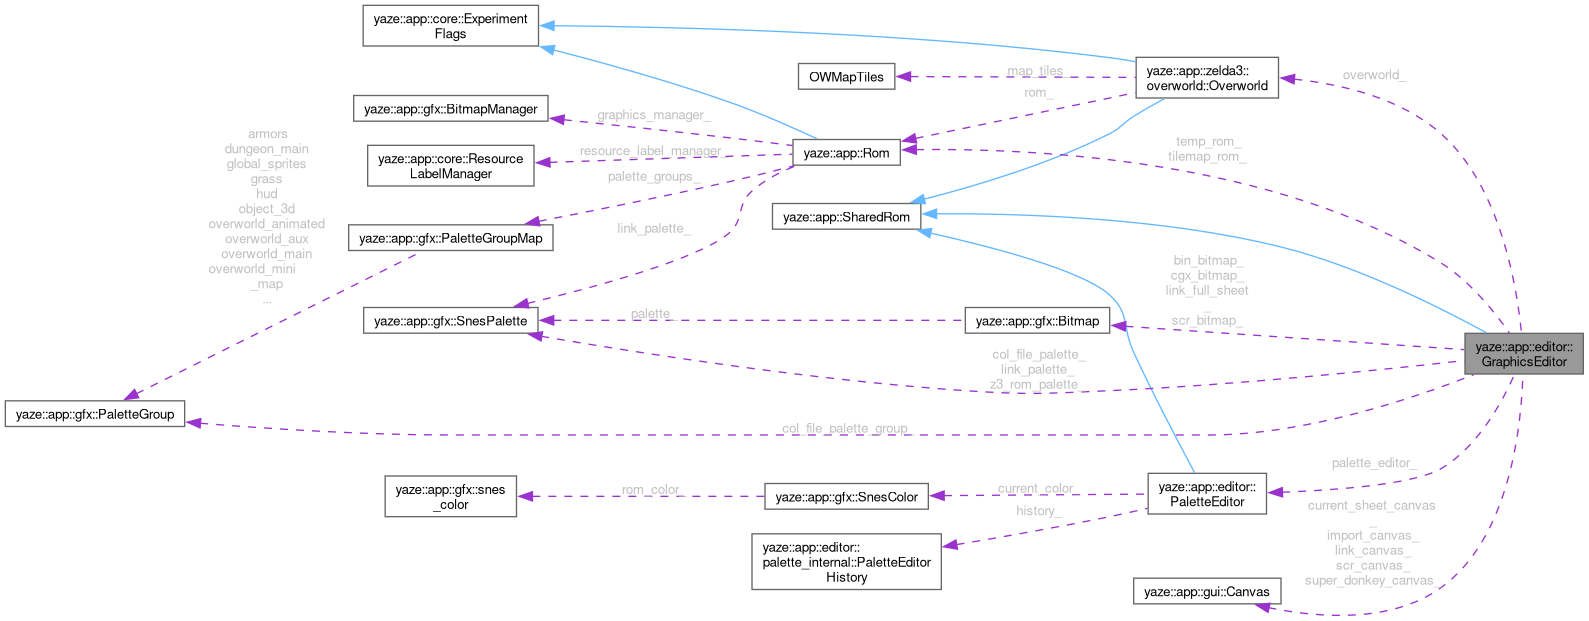 yaze::app::core::Experiment
Flags
OWMapTiles
map_tiles_
yaze::app::zelda3::
overworld::Overworld
overworld_
rom_
yaze::app::gfx::BitmapManager
graphics_manager_
armors
dungeon_main
global_sprites
grass
hud
object_3d
overworld_animated
overworld_aux
overworld_main
overworld_mini
_map
...
yaze::app::core::Resource
LabelManager
resource_label_manager_
yaze::app::Rom
temp_rom_
tilemap_rom_
palette_groups_
yaze::app::SharedRom
link_palette_
yaze::app::gfx::PaletteGroupMap
bin_bitmap_
cgx_bitmap_
link_full_sheet
_
scr_bitmap_
yaze::app::gfx::SnesPalette
palette_
yaze::app::gfx::Bitmap
yaze::app::editor::
GraphicsEditor
col_file_palette_
link_palette_
z3_rom_palette_
yaze::app::gfx::PaletteGroup
col_file_palette_group_
palette_editor_
yaze::app::gfx::snes
_color
rom_color_
yaze::app::gfx::SnesColor
current_color_
yaze::app::editor::
PaletteEditor
history_
current_sheet_canvas
_
import_canvas_
link_canvas_
scr_canvas_
super_donkey_canvas_
yaze::app::editor::
palette_internal::PaletteEditor
History
yaze::app::gui::Canvas